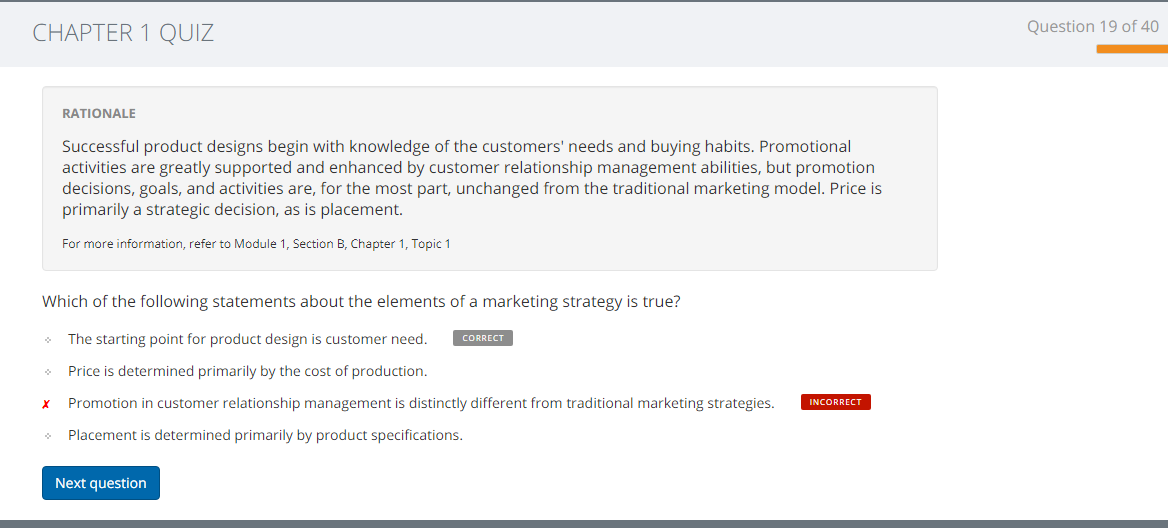 CHAPTER 1 QUIZ
Question 19 of 40
RATIONALE
Successful product designs begin with knowledge of the customers' needs and buying habits. Promotional
activities are greatly supported and enhanced by customer relationship management abilities, but promotion
decisions, goals, and activities are, for the most part, unchanged from the traditional marketing model. Price is
primarily a strategic decision, as is placement.
For more information, refer to Module 1, Section B, Chapter 1, Topic 1
Which of the following statements about the elements of a marketing strategy is true?
The starting point for product design is customer need. CORRECT
Price is determined primarily by the cost of production.
✗ Promotion in customer relationship management is distinctly different from traditional marketing strategies. INCORRECT
Placement is determined primarily by product specifications.
Next question